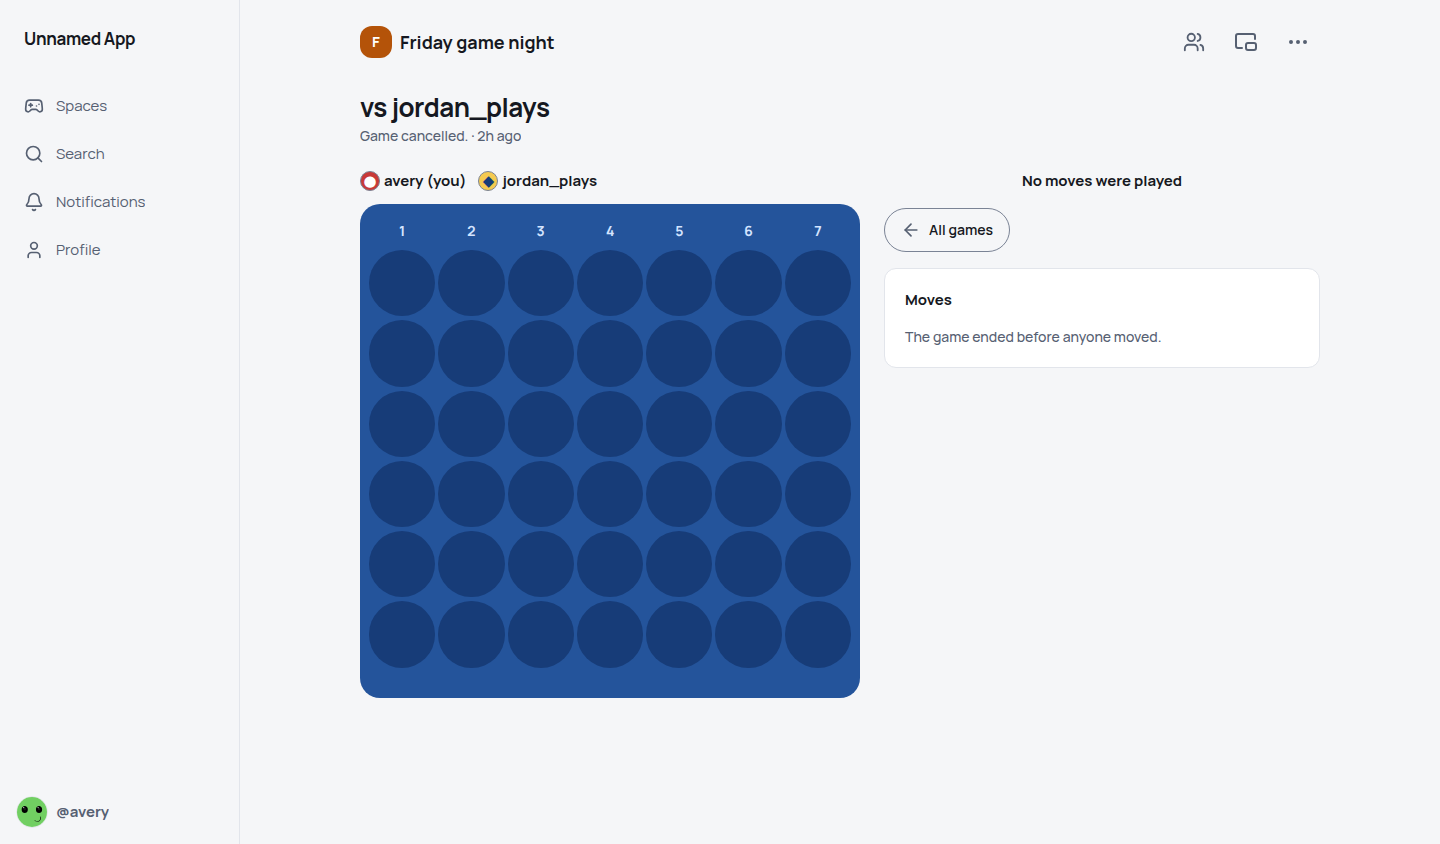 Unnamed App
Spaces
Search
Notifications
Profile
@avery
F Friday game night
vs jordan_plays
Game cancelled. · 2h ago
avery (you) jordan_plays
1 2 3 4 5 6 7
No moves were played
All games
Moves
The game ended before anyone moved.